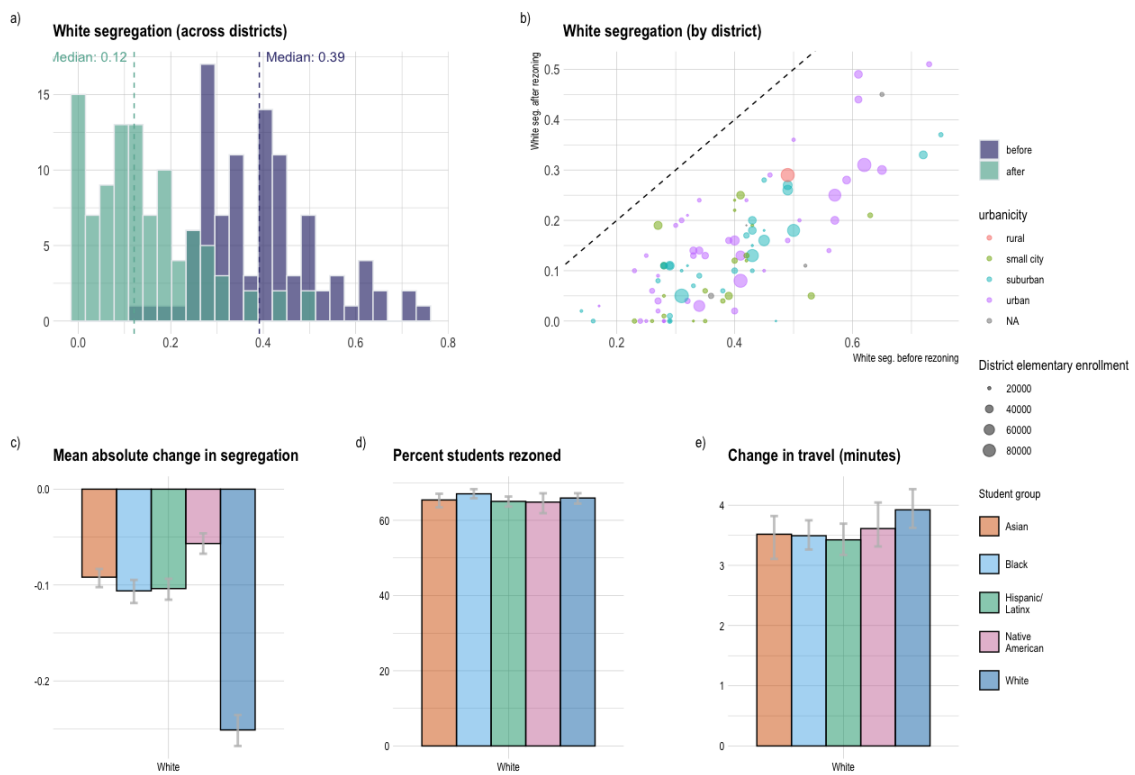 a)
White segregation (across districts)
Median: 0.12
Median: 0.39
15
10
5
0
0.0
0.2
0.4
0.6
0.8
b)
White segregation (by district)
White seg. after rezoning
0.5
0.4
0.3
0.2
0.1
0.0
0.2
0.4
0.6
White seg. before rezoning
before
after
urbanicity
rural
small city
suburban
urban
NA
District elementary enrollment
20000
40000
60000
80000
c)
Mean absolute change in segregation
0.0
-0.1
-0.2
White
d)
Percent students rezoned
60
40
20
0
White
e)
Change in travel (minutes)
4
3
2
1
0
White
Student group
Asian
Black
Hispanic/
Latinx
Native
American
White